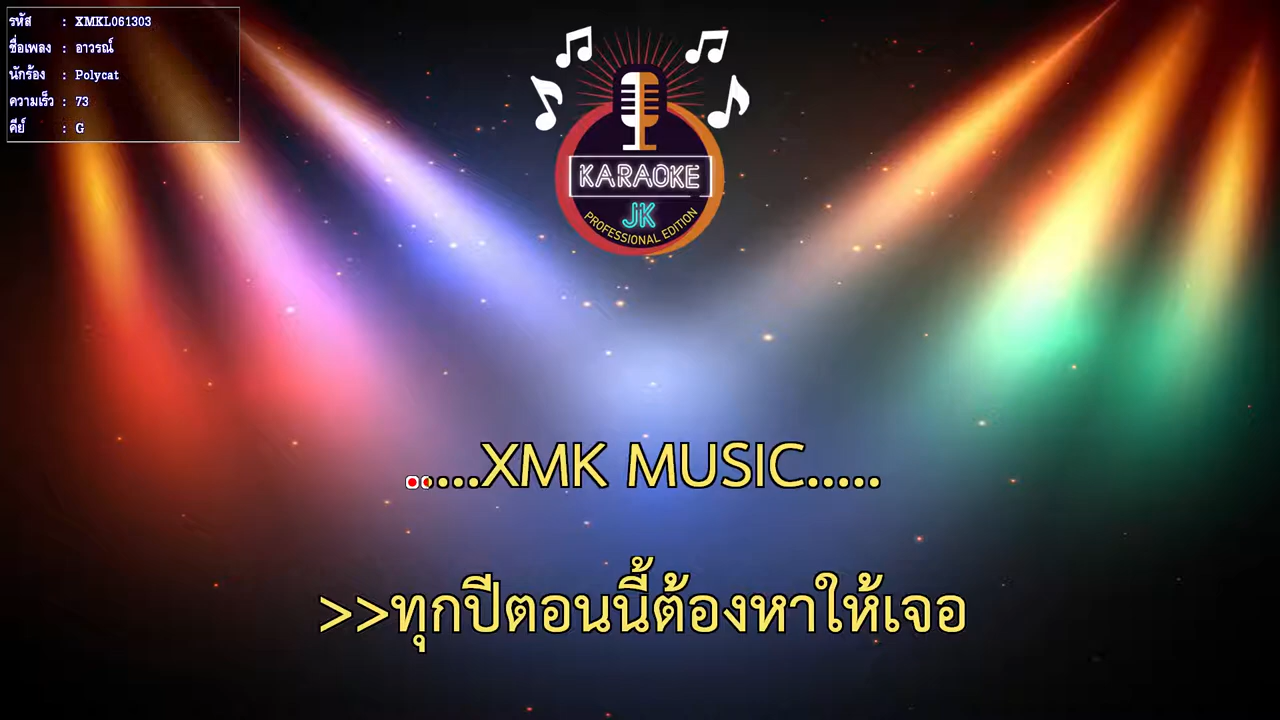 รหัส : XMKL061303
ชื่อเพลง : อาวรณ์
นักร้อง : Polycat
ความเร็ว : 73
คีย์ : G
KARAOKE
JK
PROFESSIONAL EDITION
.....XMK MUSIC.....
>>ทุกปีตอนนี้ต้องหาให้เจอ